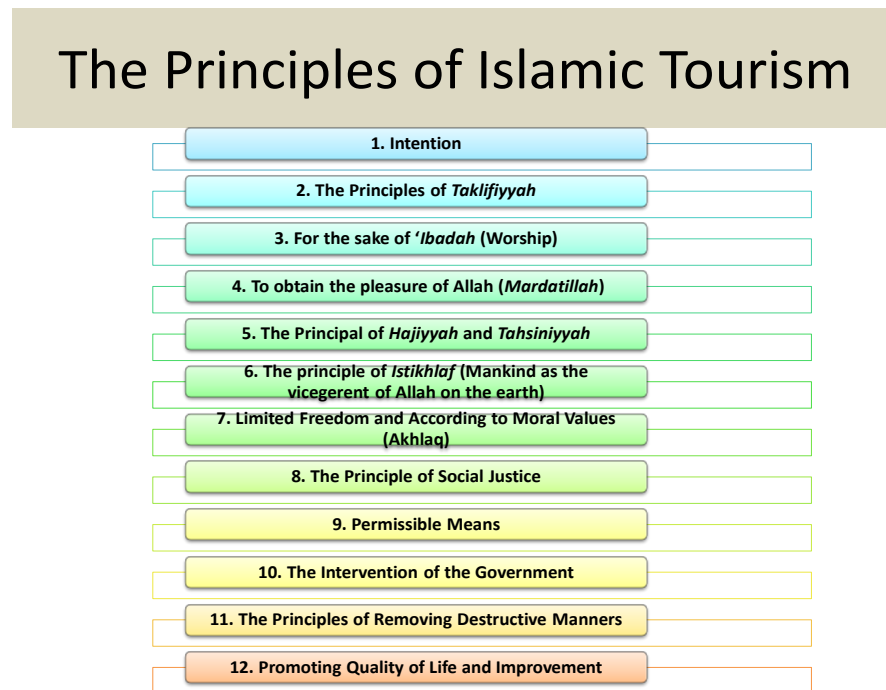 The Principles of Islamic Tourism
1. Intention
2. The Principles of Taklifiyyah
3. For the sake of ‘Ibadah (Worship)
4. To obtain the pleasure of Allah (Mardatillah)
5. The Principal of Hajiyyah and Tahsiniyyah
6. The principle of Istikhlaf (Mankind as the
vicegerent of Allah on the earth)
7. Limited Freedom and According to Moral Values
(Akhlaq)
8. The Principle of Social Justice
9. Permissible Means
10. The Intervention of the Government
11. The Principles of Removing Destructive Manners
12. Promoting Quality of Life and Improvement